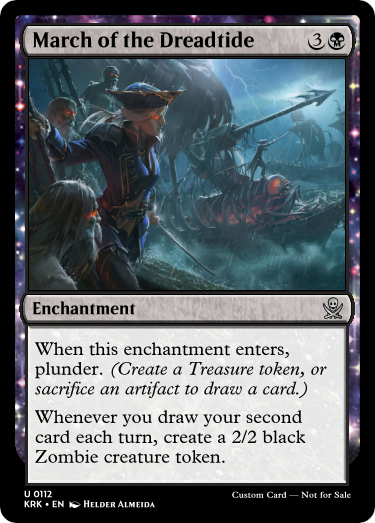 March of the Dreadtide 3
Enchantment
When this enchantment enters,
plunder. (Create a Treasure token, or
sacrifice an artifact to draw a card.)
Whenever you draw your second
card each turn, create a 2/2 black
Zombie creature token.
U 0112
KRK • EN Helder Almeida
Custom Card — Not for Sale